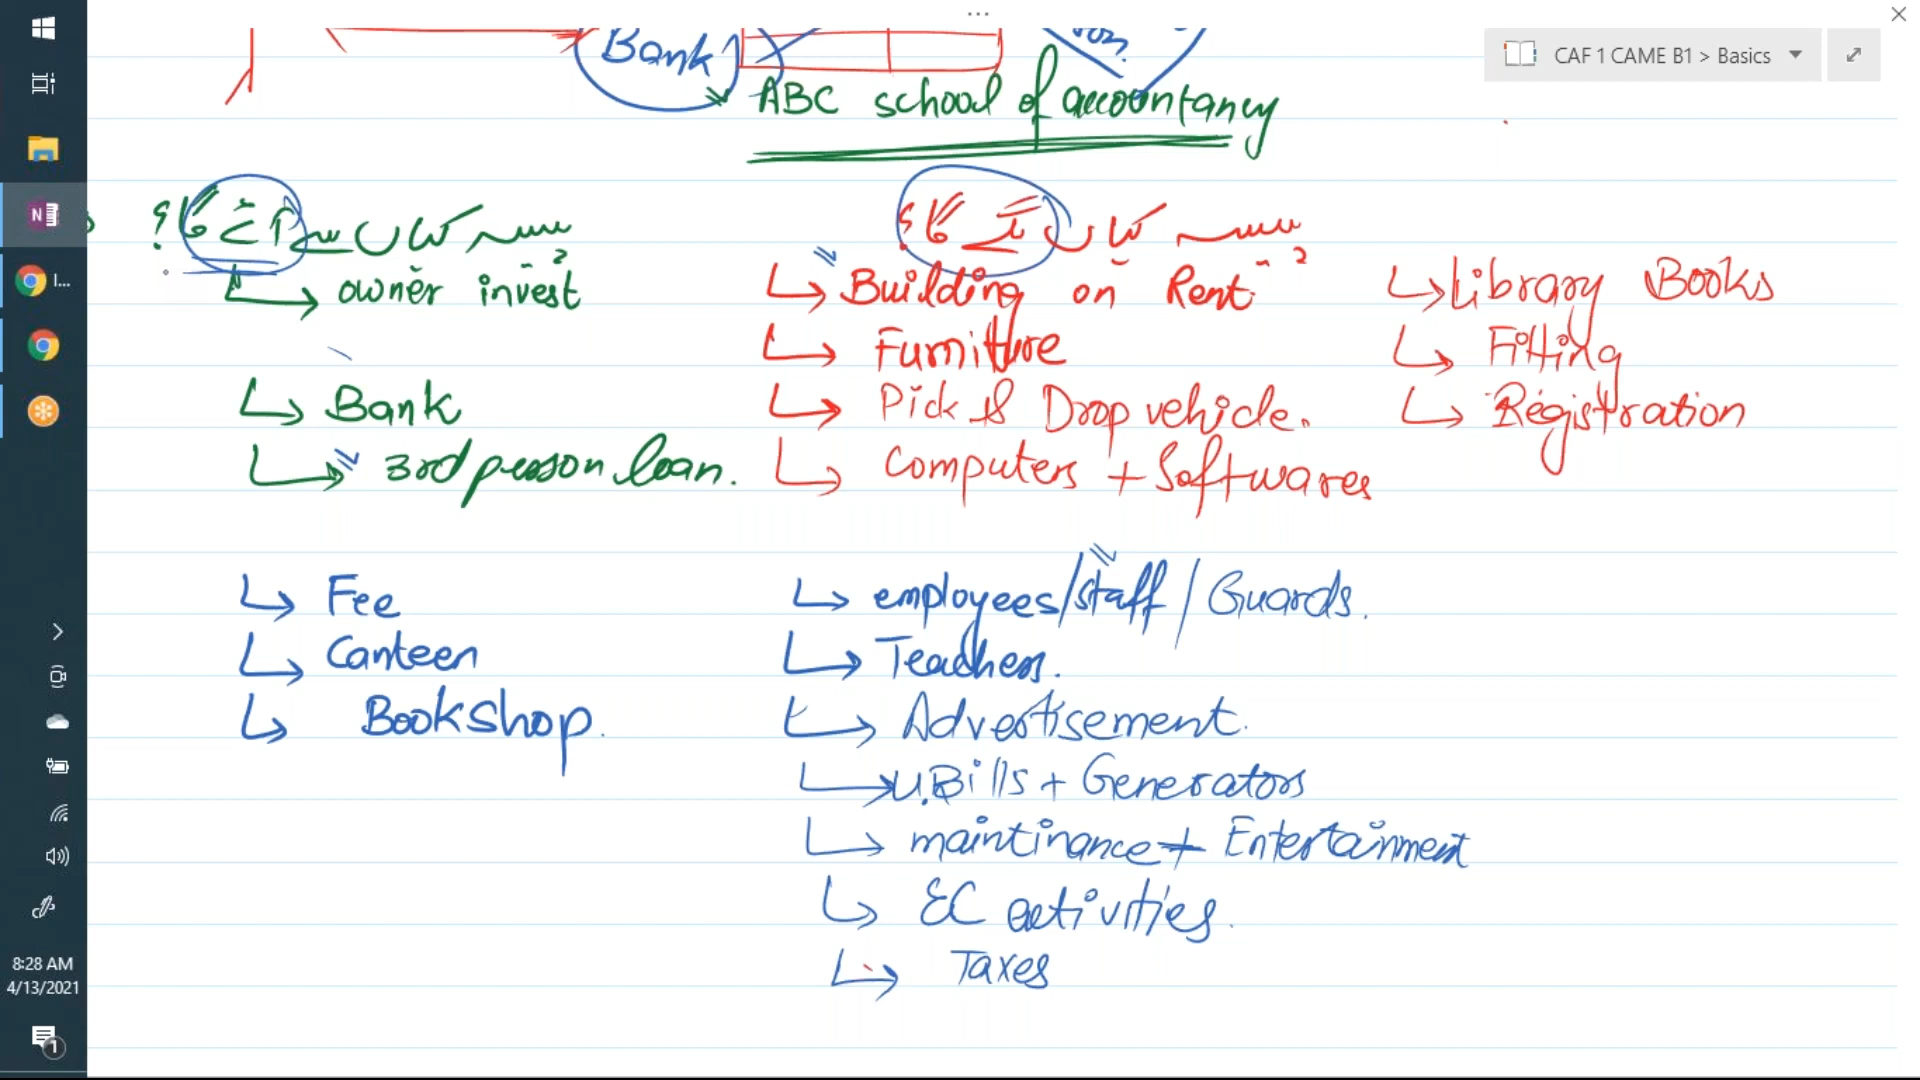 CAF 1 CAME B1 > Basics
Bank
ABC school of accountancy
پیسہ کہاں سے آئے گا؟
owner invest
Bank
3rd person loan.
Fee
Canteen
Bookshop.
پیسہ کہاں لگے گا؟
Building on Rent
Furniture
Pick & Drop vehicle.
Computers + Softwares
Library Books
Fitting
Registration
employees/staff/Guards.
Teachers.
Advertisement.
U.Bills + Generators
maintinance + Entertainment
EC activities.
Taxes
8:28 AM
4/13/2021
1